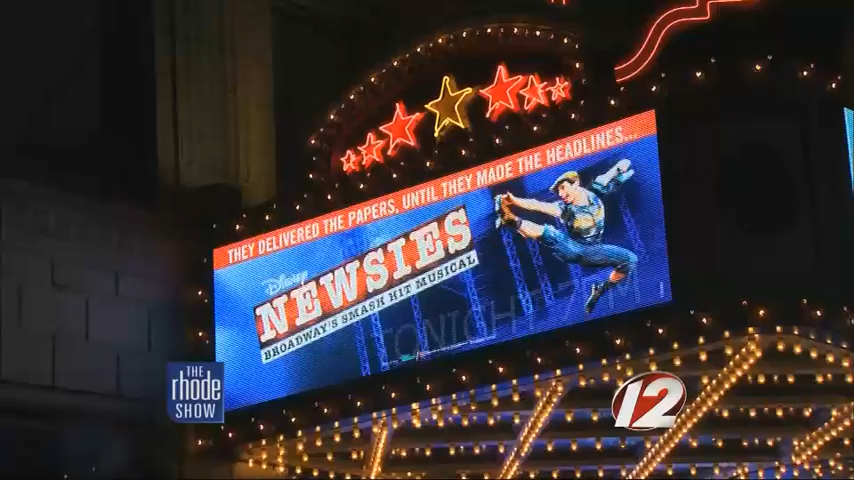 THEY DELIVERED THE PAPERS, UNTIL THEY MADE THE HEADLINES...
Disney
NEWSIES
BROADWAY'S SMASH HIT MUSICAL
TONIGHT 7PM
THE
rhode
SHOW
12